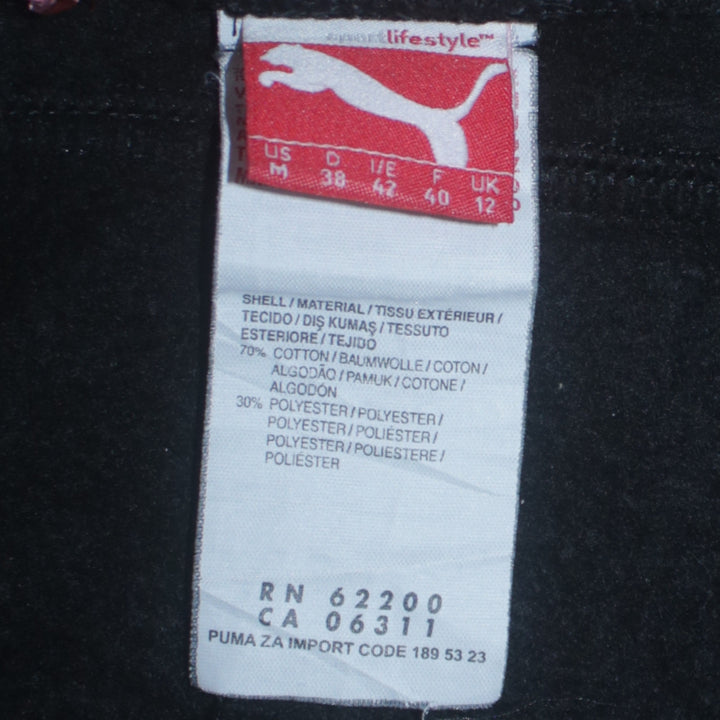 sportlifestyle™
US D I/E F UK
M 38 42 40 12
SHELL / MATERIAL / TISSU EXTÉRIEUR /
TECIDO / DIŞ KUMAŞ / TESSUTO
ESTERIORE / TEJIDO
70% COTTON / BAUMWOLLE / COTON /
ALGODÃO / PAMUK / COTONE /
ALGODÓN
30% POLYESTER / POLYESTER /
POLYESTER / POLIÉSTER /
POLYESTER / POLIESTERE /
POLIÉSTER
RN 62200
CA 06311
PUMA ZA IMPORT CODE 189 53 23